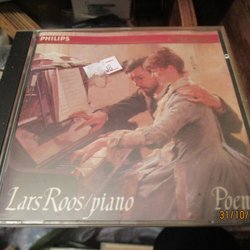 PHILIPS
Lars Roos/piano
Poem
31/10/